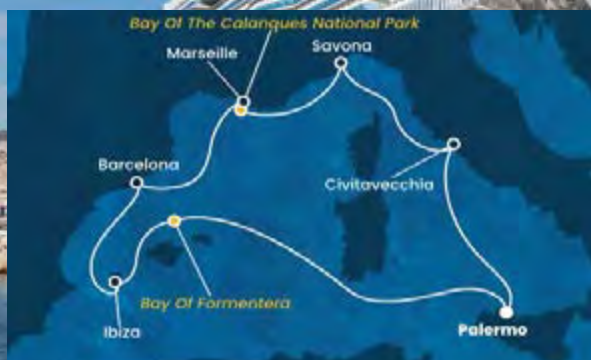 Bay Of The Calanques National Park
Marseille
Savona
Barcelona
Civitavecchia
Bay Of Formentera
Ibiza
Palermo